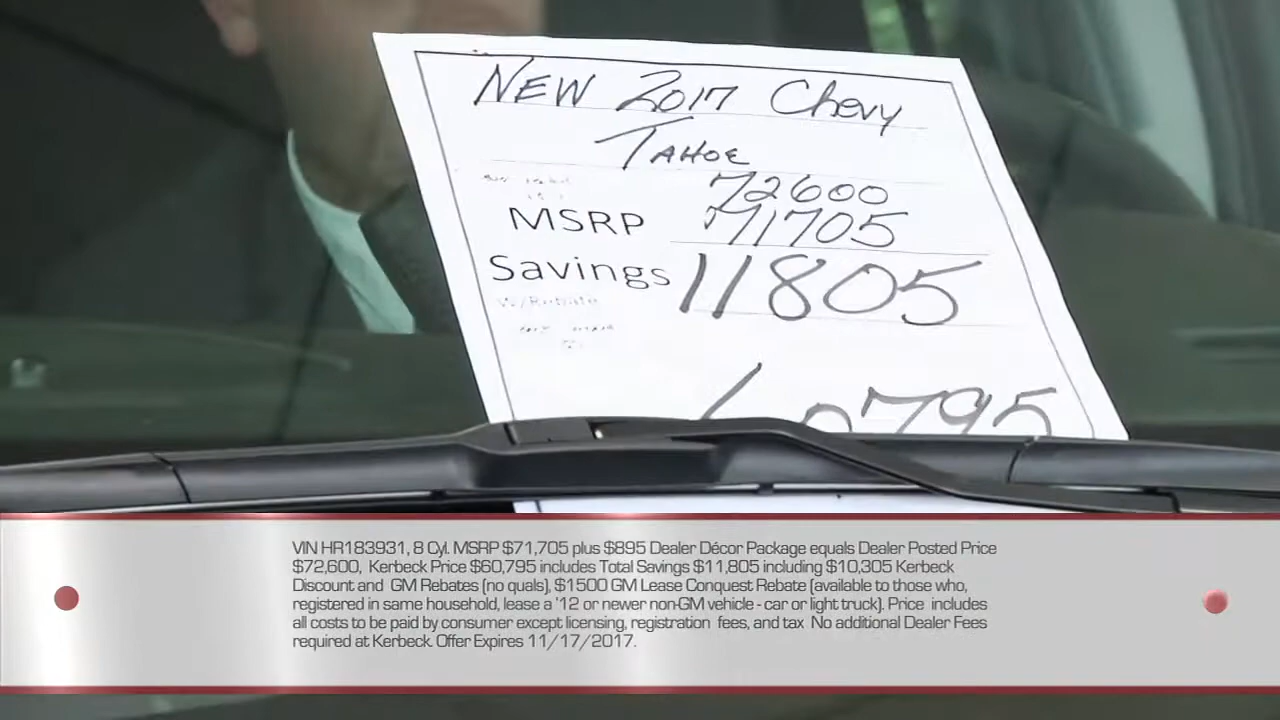 NEW 2017 Chevy
TAHOE
72600
MSRP 71705
Savings 11805
W/Rebate
60795
VIN HR183931, 8 Cyl. MSRP $71,705 plus $895 Dealer Décor Package equals Dealer Posted Price
$72,600, Kerbeck Price $60,795 includes Total Savings $11,805 including $10,305 Kerbeck
Discount and GM Rebates (no quals), $1500 GM Lease Conquest Rebate (available to those who,
registered in same household, lease a '12 or newer non-GM vehicle - car or light truck). Price includes
all costs to be paid by consumer except licensing, registration fees, and tax No additional Dealer Fees
required at Kerbeck. Offer Expires 11/17/2017.